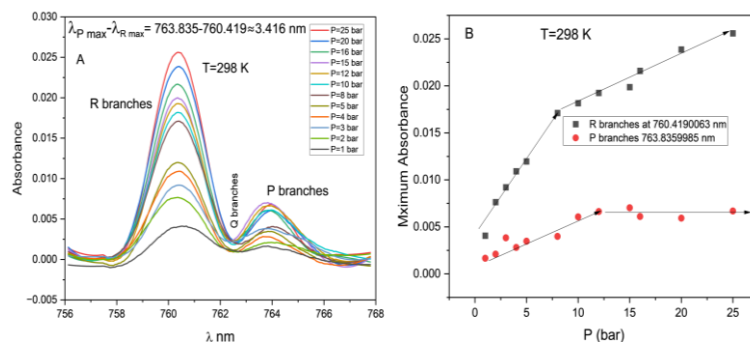 λP max-λR max= 763.835-760.419≈3.416 nm
A
T=298 K
R branches
Q branches
P branches
P=25 bar
P=20 bar
P=16 bar
P=15 bar
P=12 bar
P=10 bar
P=8 bar
P=5 bar
P=4 bar
P=3 bar
P=2 bar
P=1 bar
Absorbance
0.030
0.025
0.020
0.015
0.010
0.005
0.000
−0.005
756
758
760
762
764
766
768
λ nm
B
T=298 K
R branches at 760.4190063 nm
P branches 763.8359985 nm
Mximum Absorbance
0.025
0.020
0.015
0.010
0.005
0.000
0
5
10
15
20
25
P (bar)